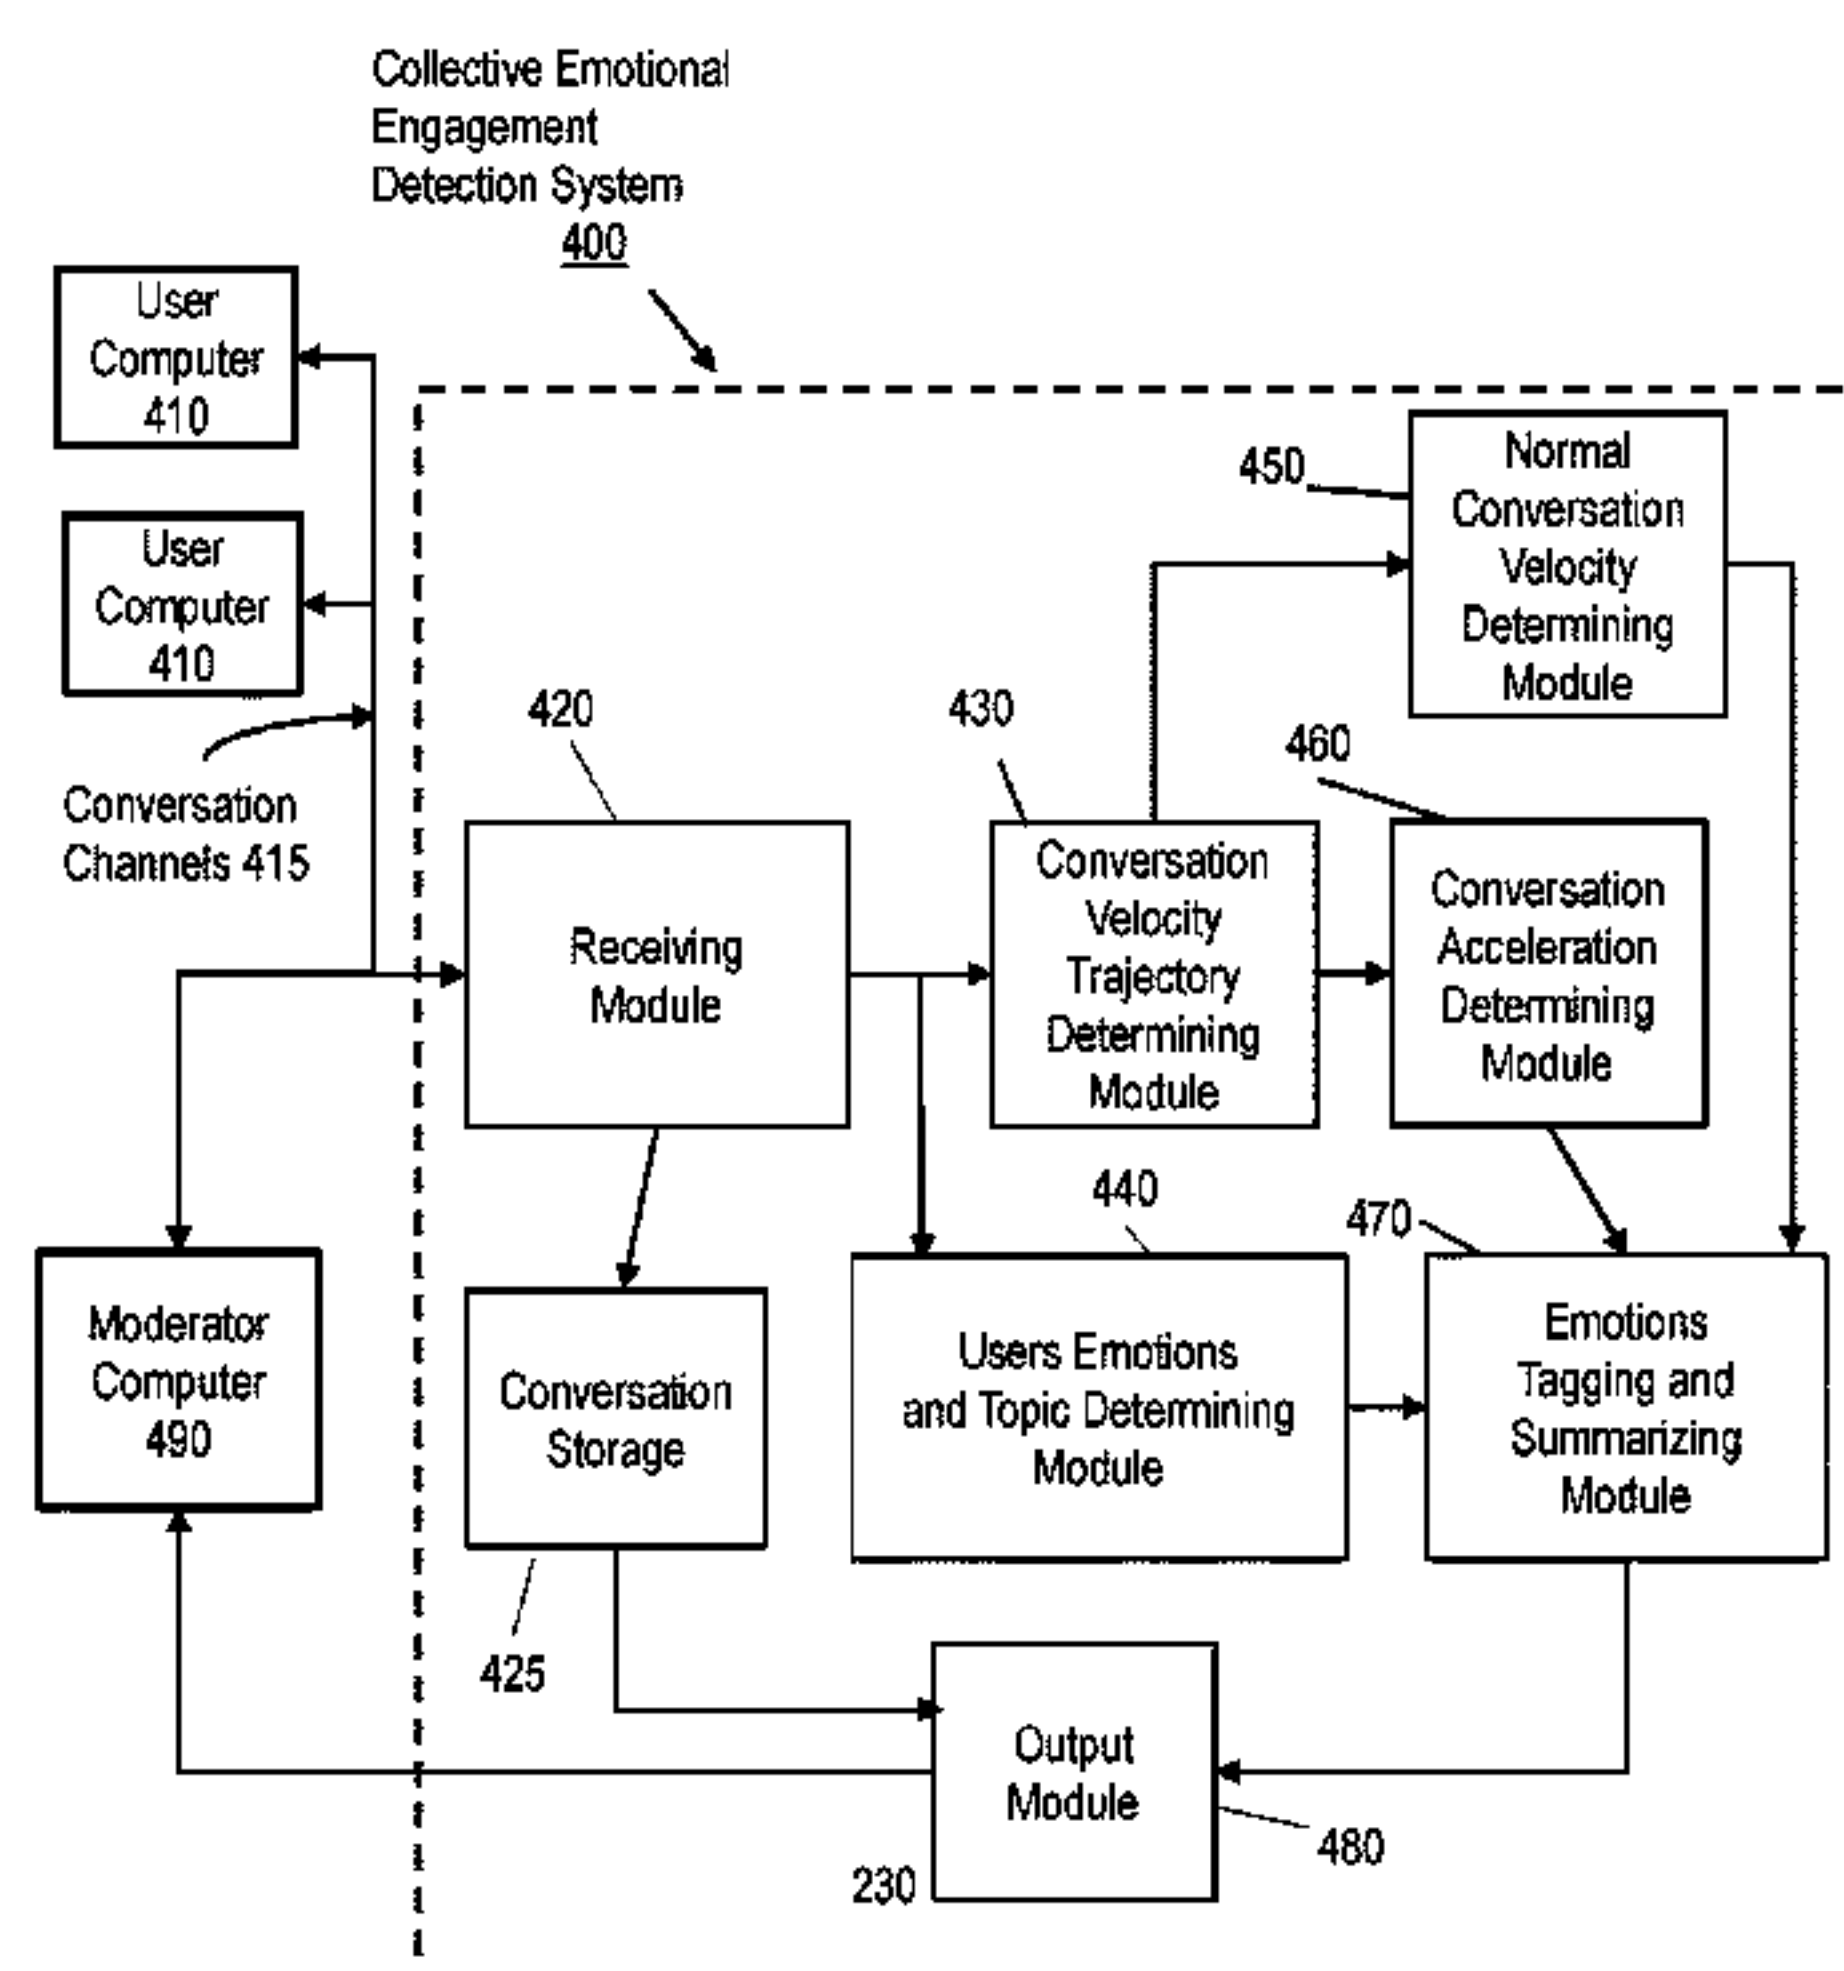 Collective Emotional
Engagement
Detection System
400
User
Computer
410
User
Computer
410
Conversation
Channels 415
450
Normal
Conversation
Velocity
Determining
Module
420
430
460
Receiving
Module
Conversation
Velocity
Trajectory
Determining
Module
Conversation
Acceleration
Determining
Module
440
470
Moderator
Computer
490
Conversation
Storage
425
Users Emotions
and Topic Determining
Module
Emotions
Tagging and
Summarizing
Module
Output
Module
480
230